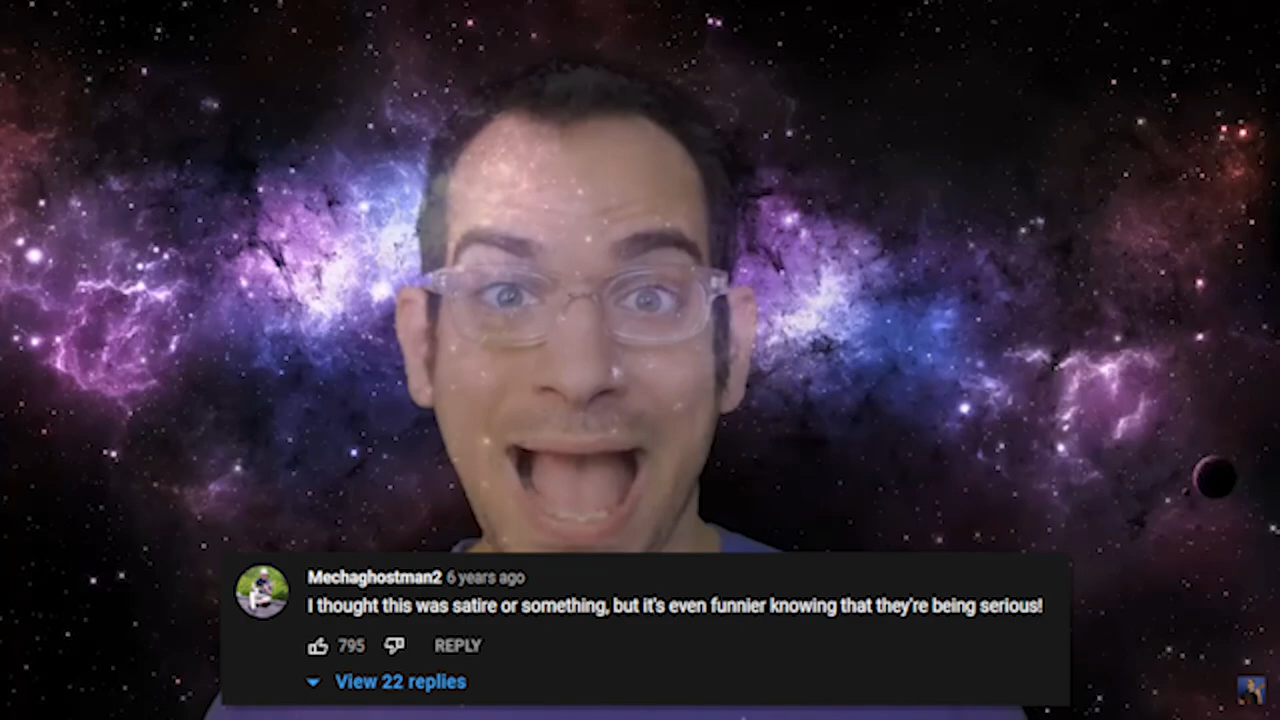 Mechaghostman2 6 years ago
I thought this was satire or something, but it's even funnier knowing that they're being serious!
795 REPLY
View 22 replies